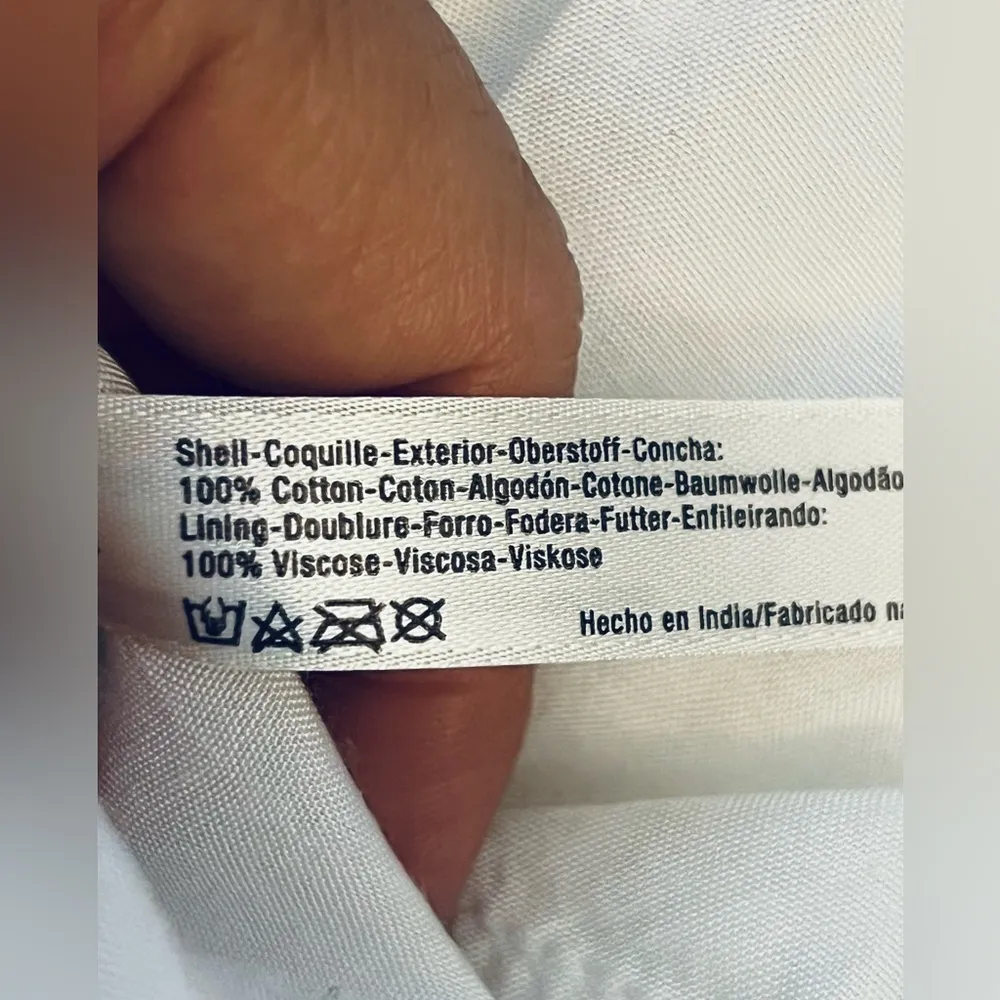 Shell-Coquille-Exterior-Oberstoff-Concha:
100% Cotton-Coton-Algodón-Cotone-Baumwolle-Algodão
Lining-Doublure-Forro-Fodera-Futter-Enfileirando:
100% Viscose-Viscosa-Viskose
Hecho en India/Fabricado